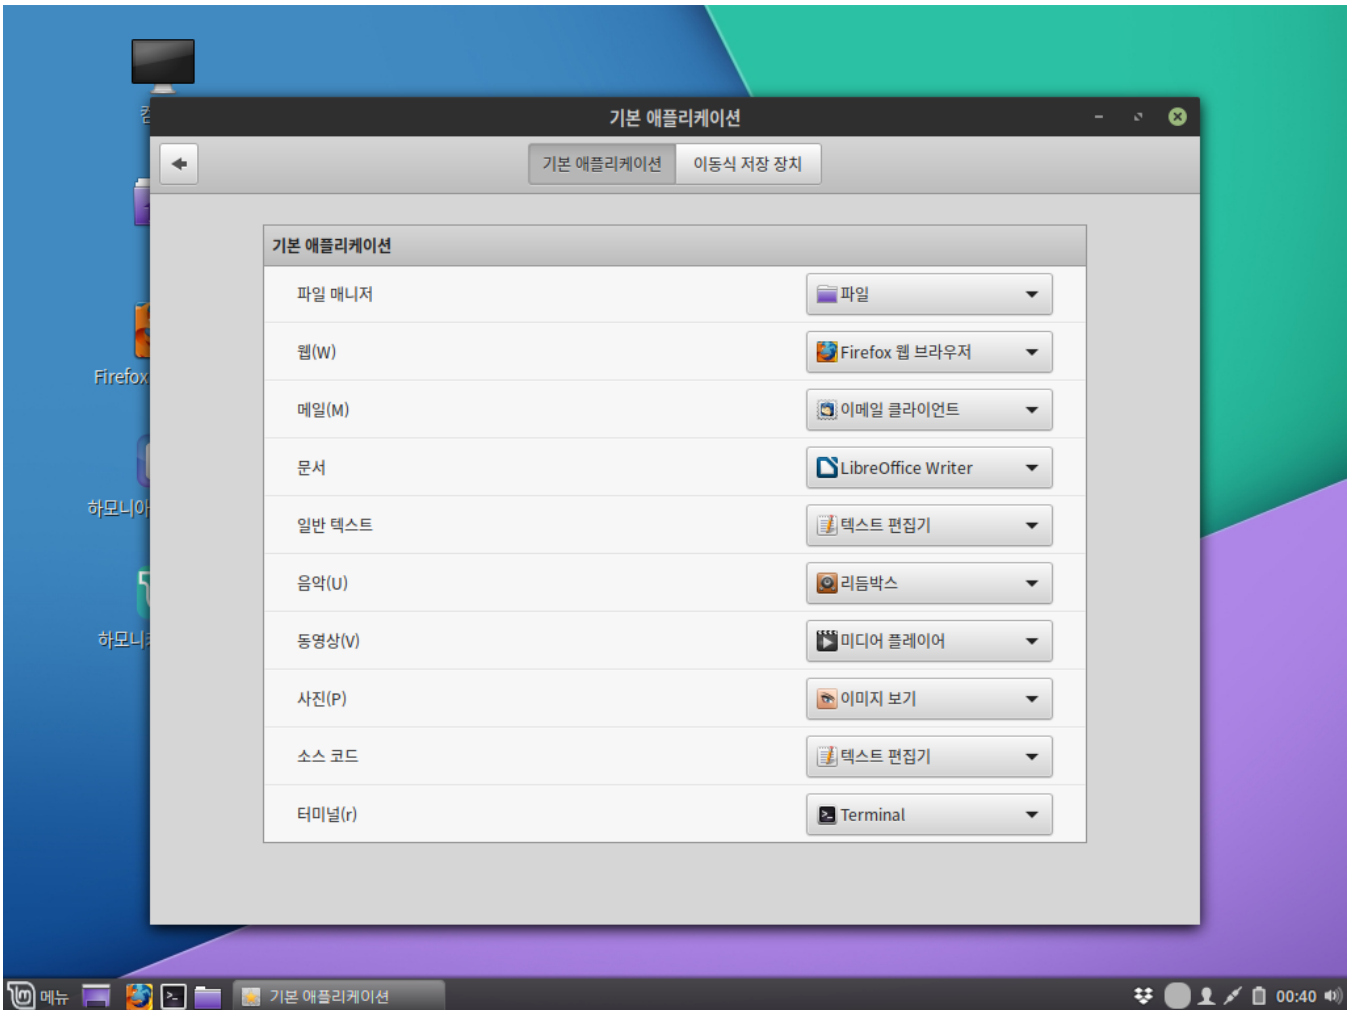 기본 애플리케이션
기본 애플리케이션
이동식 저장 장치
기본 애플리케이션
파일 매니저
파일
웹(W)
Firefox 웹 브라우저
메일(M)
이메일 클라이언트
문서
LibreOffice Writer
일반 텍스트
텍스트 편집기
음악(U)
리듬박스
동영상(V)
미디어 플레이어
사진(P)
이미지 보기
소스 코드
텍스트 편집기
터미널(r)
Terminal
Firefox
하모니
메뉴
기본 애플리케이션
00:40